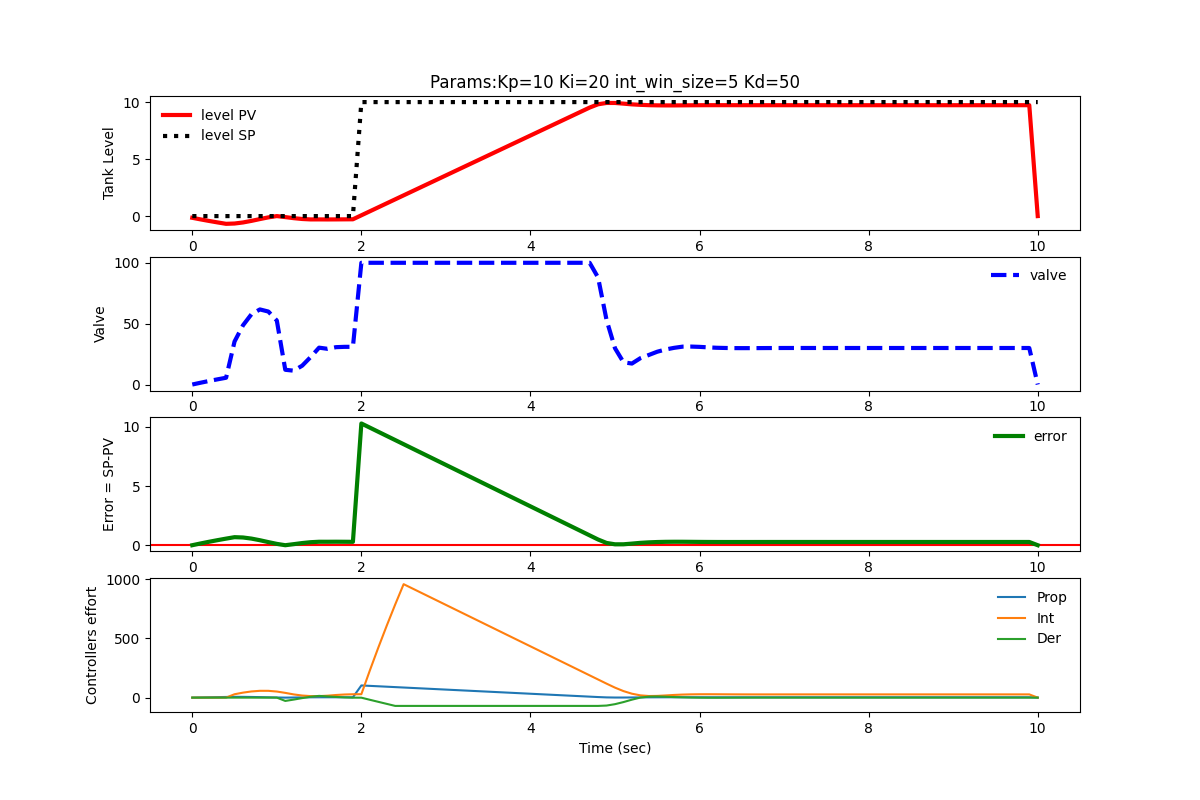 Params:Kp=10 Ki=20 int_win_size=5 Kd=50
Tank Level
10
5
0
level PV
level SP
0 2 4 6 8 10
Valve
100
50
0
valve
0 2 4 6 8 10
Error = SP-PV
10
5
0
error
0 2 4 6 8 10
Controllers effort
1000
500
0
Prop
Int
Der
0 2 4 6 8 10
Time (sec)